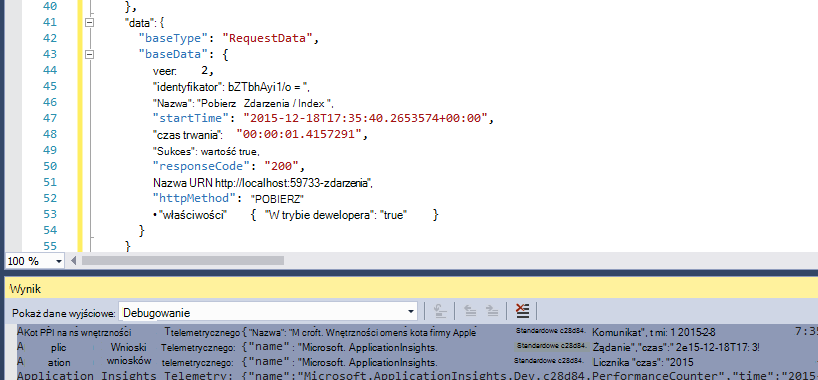 40 },
41 "data": {
42 "baseType": "RequestData",
43 "baseData": {
44 veer: 2,
45 "identyfikator": bZTbhAyi1/o = ",
46 "Nazwa": "Pobierz Zdarzenia / Index ",
47 "startTime": "2015-12-18T17:35:40.2653574+00:00",
48 "czas trwania: "00:00:01.4157291",
49 "Sukces": wartość true,
50 "responseCode": "200",
51 Nazwa URN http://localhost:59733-zdarzenia",
52 "httpMethod": "POBIERZ"
53 • "właściwości" { "W trybie dewelopera": "true" }
54 }
55 }
100 %
Wynik
Pokaż dane wyjściowe: Debugowanie
A Kot PPI na ns wnętrzności Ttelemetrycznego {"Nazwa": "M croft. Wnętrzności omens kota firmy Apple Standardowe c28d84. Komunikat", t mi: 1 2015-2-8 7:35
A plic Wnioski Telemetryczne: {"name": "Microsoft. ApplicationInsights. Standardowe c28d84. Żądanie","czas":" 2e15-12-18T17: 3!
A ation wniosków telemetryczne: {"name": "Microsoft. ApplicationInsights. Standardowe c28d84. Licznika "czas": "2015
Application Insights Telemetry: {"name":"Microsoft.ApplicationInsights.Dev.c28d84.PerformanceCounter","time":"2015-